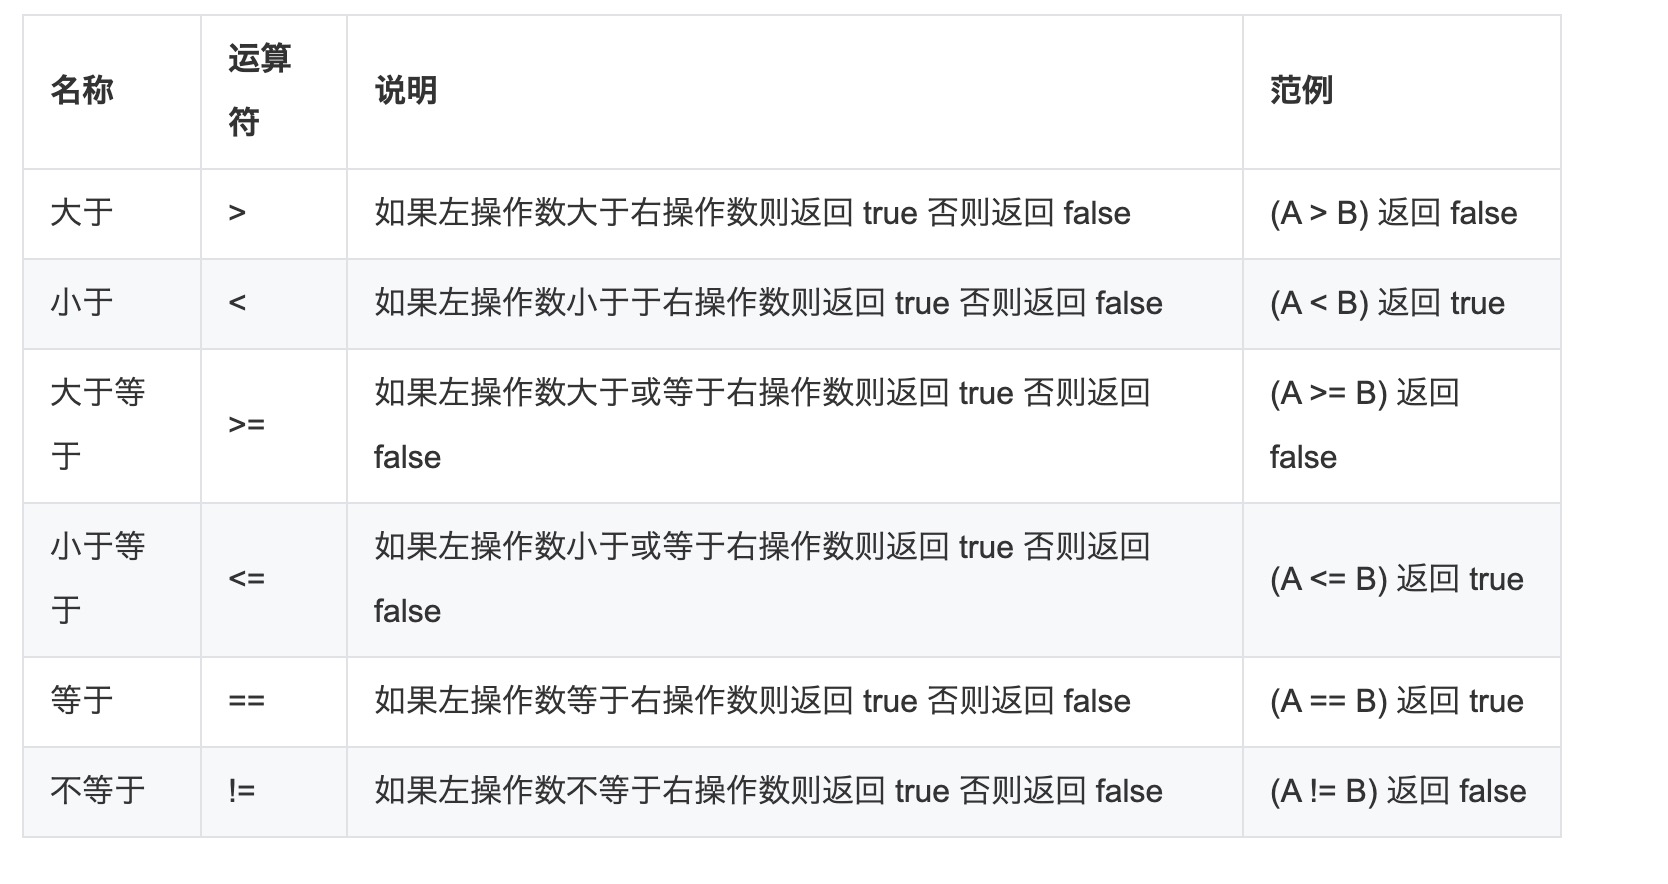 名称 运算符 说明 范例
大于 > 如果左操作数大于右操作数则返回 true 否则返回 false (A > B) 返回 false
小于 < 如果左操作数小于于右操作数则返回 true 否则返回 false (A < B) 返回 true
大于等于 >= 如果左操作数大于或等于右操作数则返回 true 否则返回 false (A >= B) 返回 false
小于等于 <= 如果左操作数小于或等于右操作数则返回 true 否则返回 false (A <= B) 返回 true
等于 == 如果左操作数等于右操作数则返回 true 否则返回 false (A == B) 返回 true
不等于 != 如果左操作数不等于右操作数则返回 true 否则返回 false (A != B) 返回 false